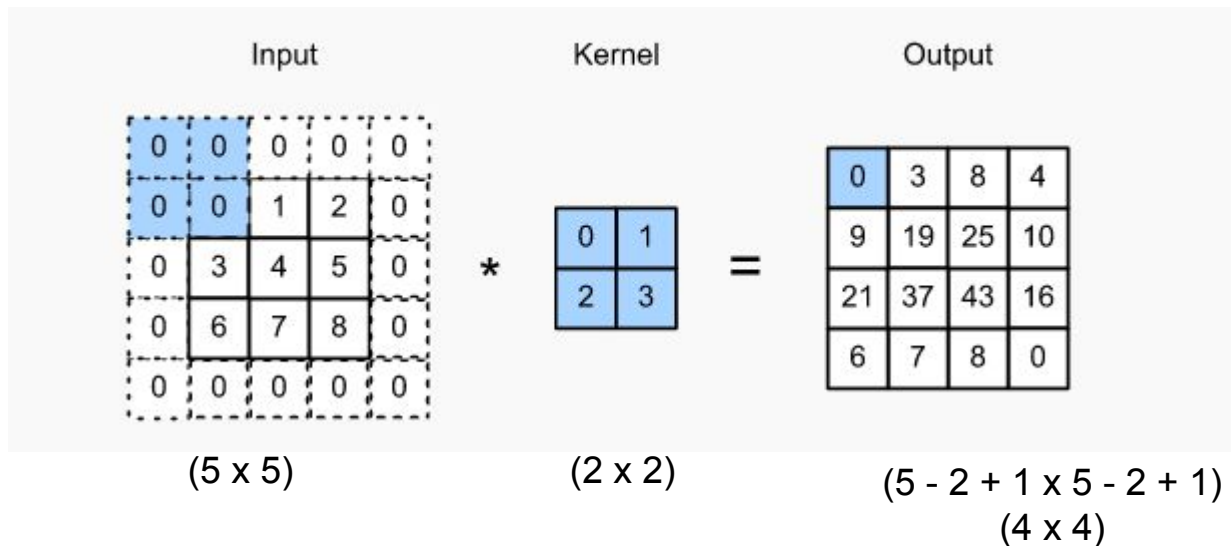 Input Kernel Output
0 0 0 0 0
0 0 1 2 0
0 3 4 5 0
0 6 7 8 0
0 0 0 0 0
*
0 1
2 3
=
0 3 8 4
9 19 25 10
21 37 43 16
6 7 8 0
(5 x 5)
(2 x 2)
(5 - 2 + 1 x 5 - 2 + 1)
(4 x 4)